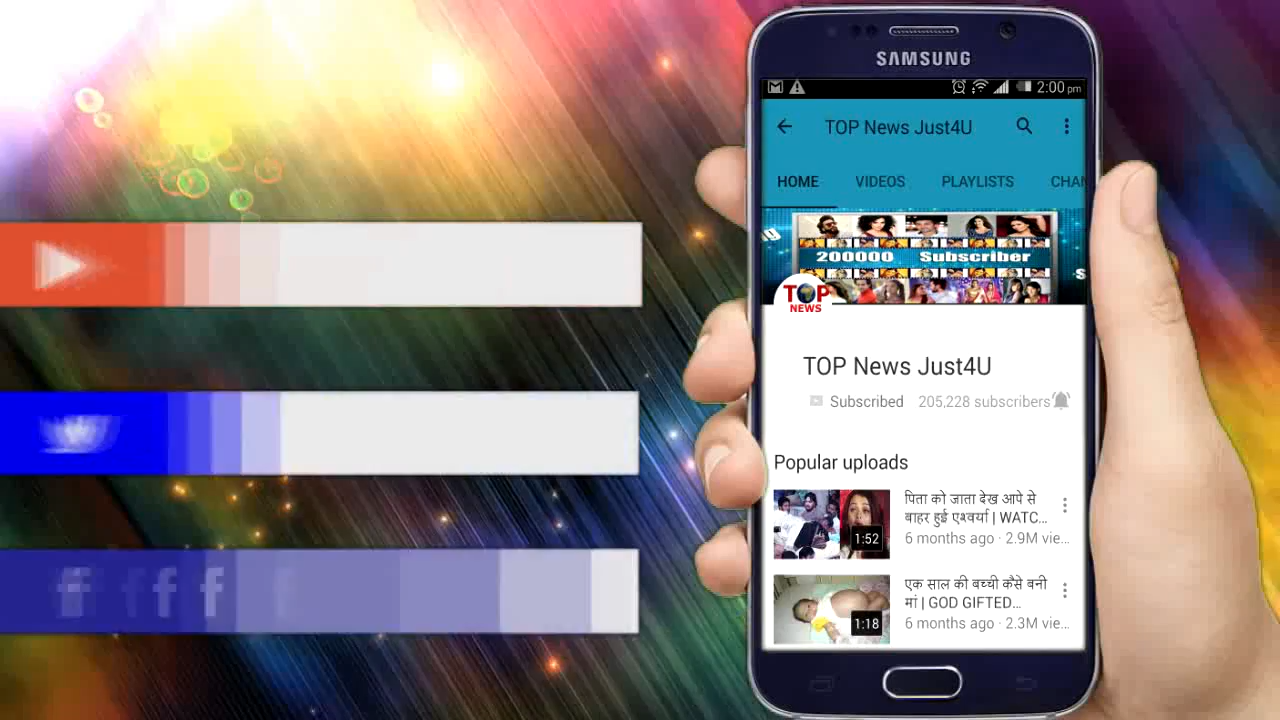 SAMSUNG
2:00 pm
TOP News Just4U
HOME VIDEOS PLAYLISTS CHAN
200000 Subscriber
TOP
NEWS
TOP News Just4U
Subscribed 205,228 subscribers
Popular uploads
पिता को जाता देख आपे से
बाहर हुई एश्वर्या | WATC...
6 months ago · 2.9M vie...
1:52
एक साल की बच्ची कैसे बनी
मां | GOD GIFTED...
6 months ago · 2.3M vie...
1:18